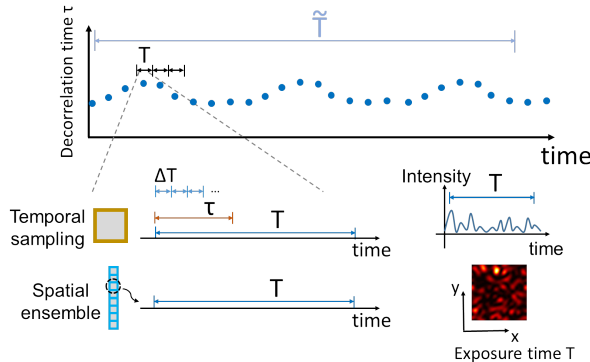 Decorrelation time τ
T̃
T
time
ΔT
...
τ
T
time
Temporal
sampling
Intensity
T
time
Spatial
ensemble
T
time
y
x
Exposure time T